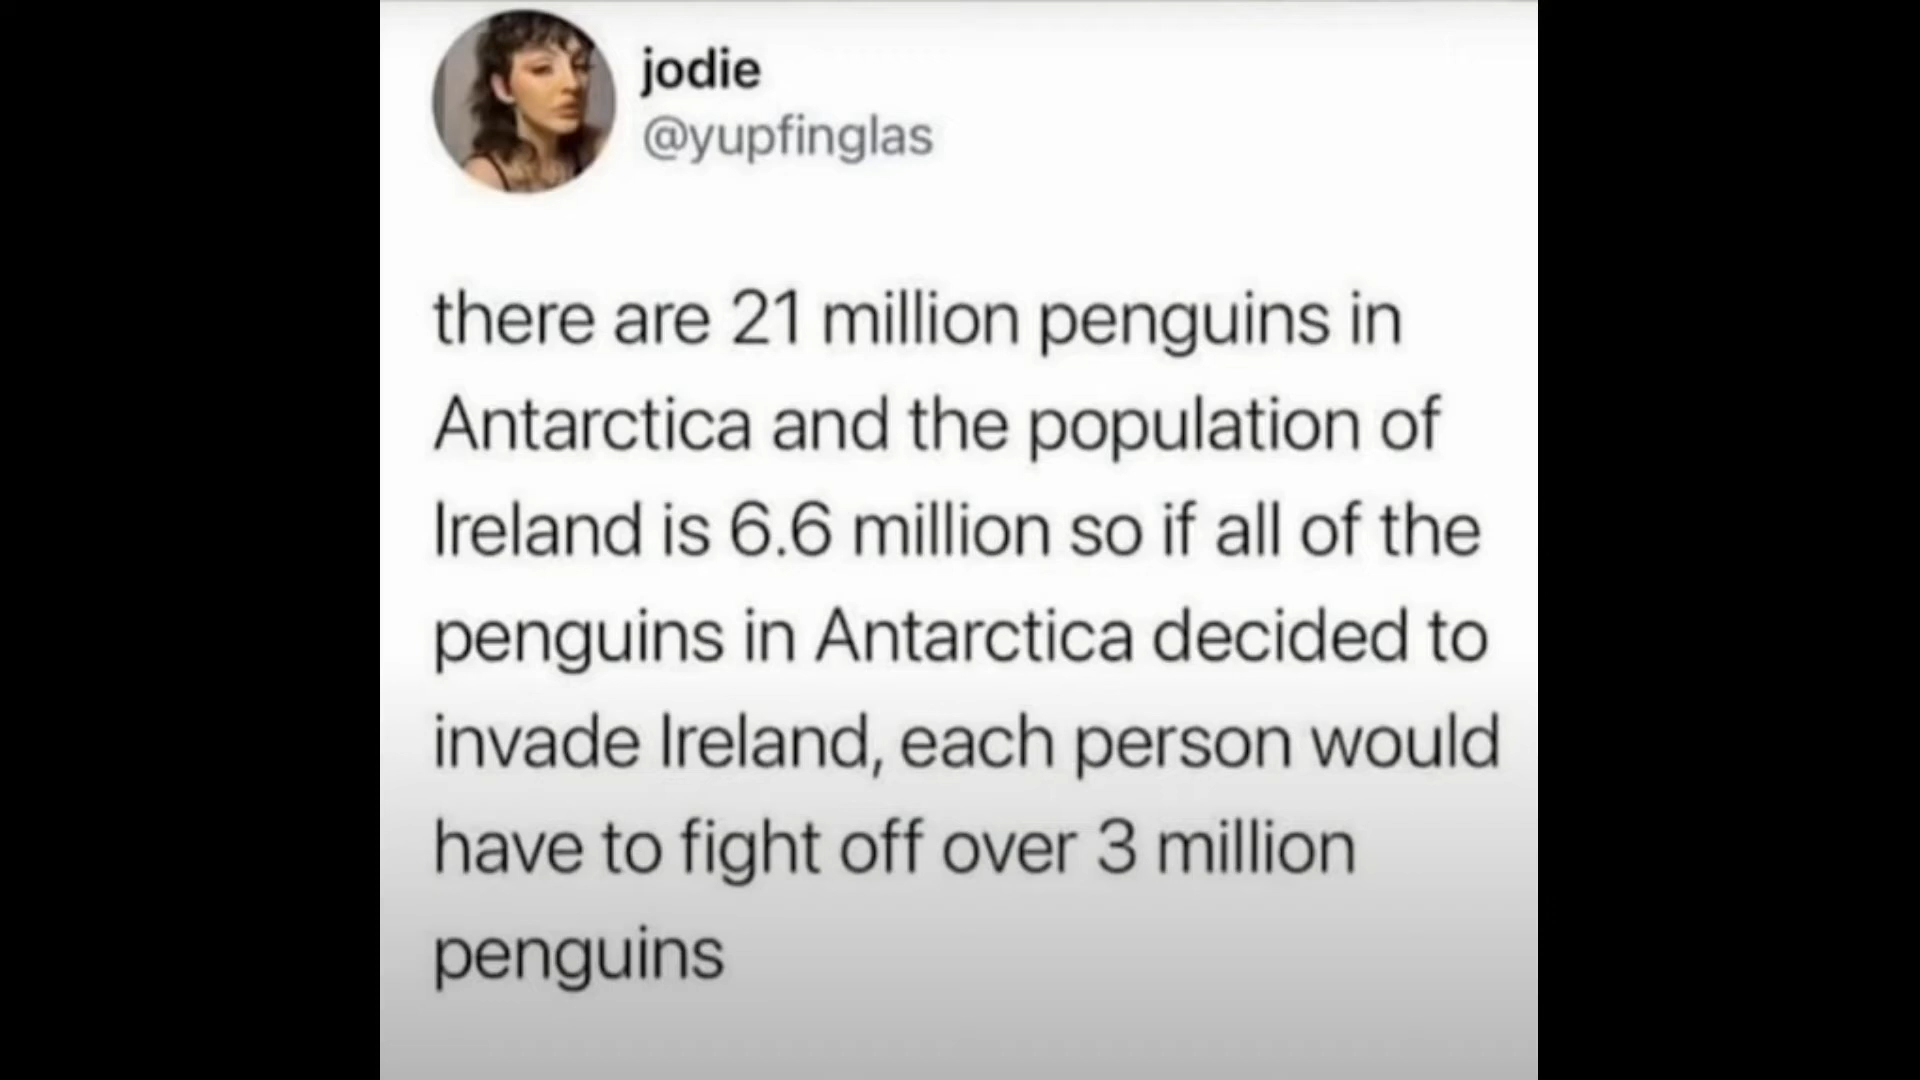 jodie
@yupfinglas
there are 21 million penguins in
Antarctica and the population of
Ireland is 6.6 million so if all of the
penguins in Antarctica decided to
invade Ireland, each person would
have to fight off over 3 million
penguins